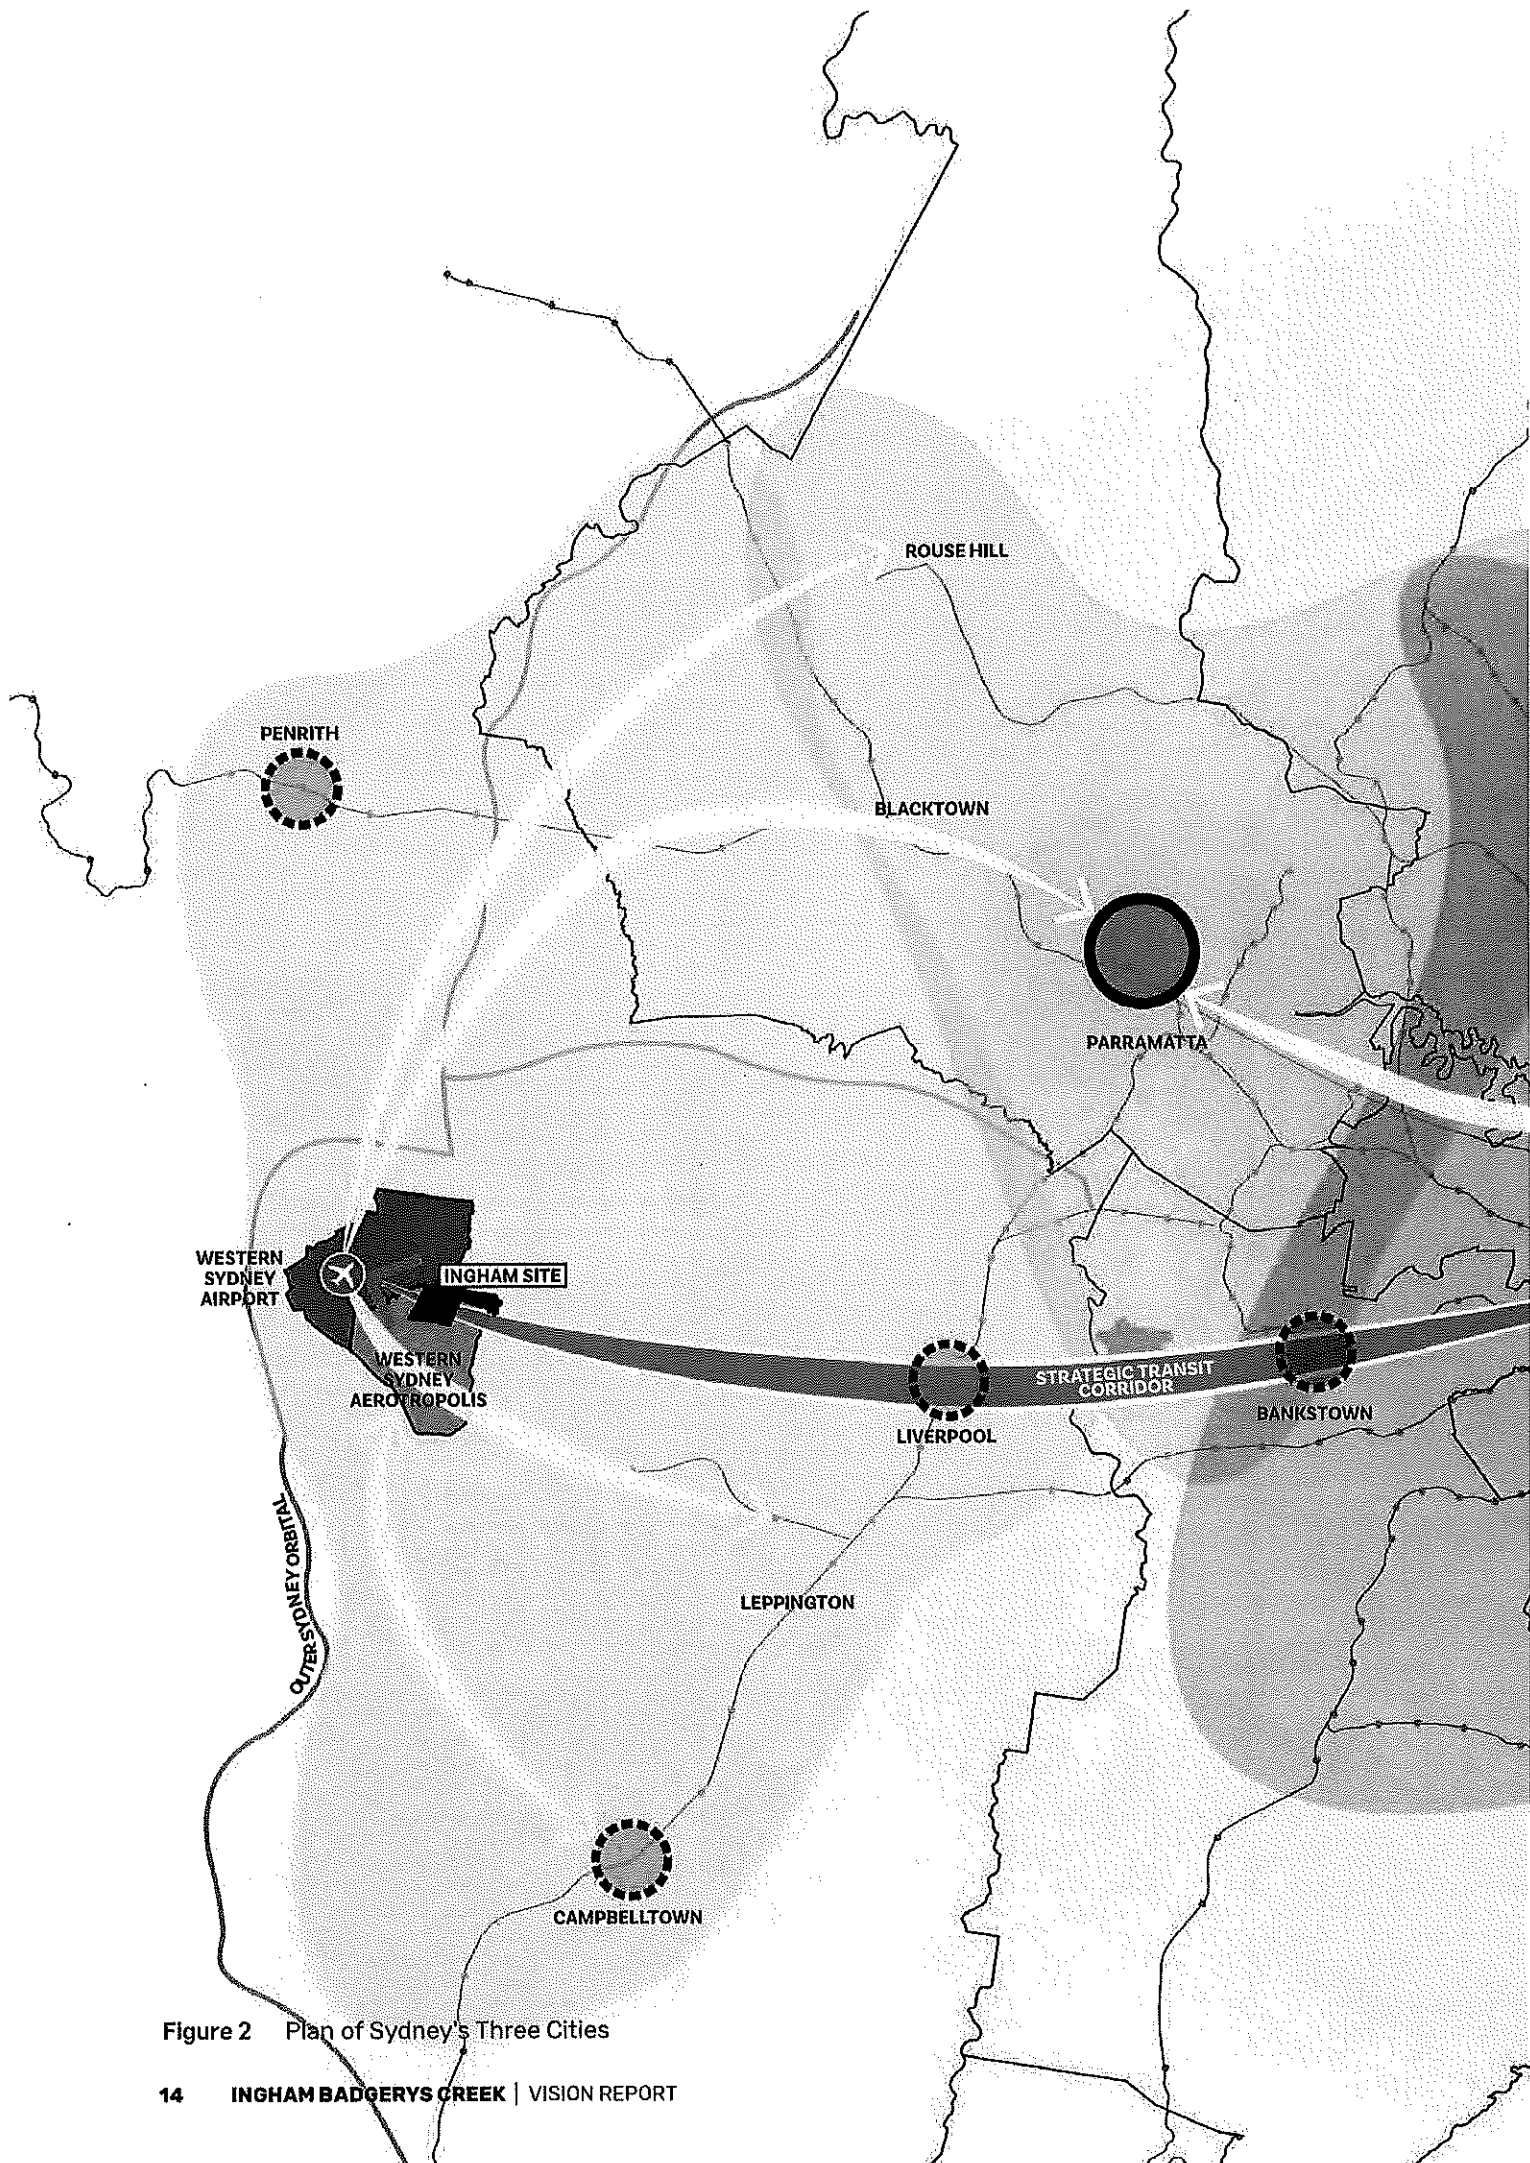 ROUSE HILL
PENRITH
BLACKTOWN
PARRAMATTA
WESTERN
SYDNEY
AIRPORT
INGHAM SITE
WESTERN
SYDNEY
AEROTROPOLIS
STRATEGIC TRANSIT
CORRIDOR
LIVERPOOL
BANKSTOWN
OUTER SYDNEY ORBITAL
LEPPINGTON
CAMPBELLTOWN
Figure 2 Plan of Sydney's Three Cities
14 INGHAM BADGERYS CREEK | VISION REPORT